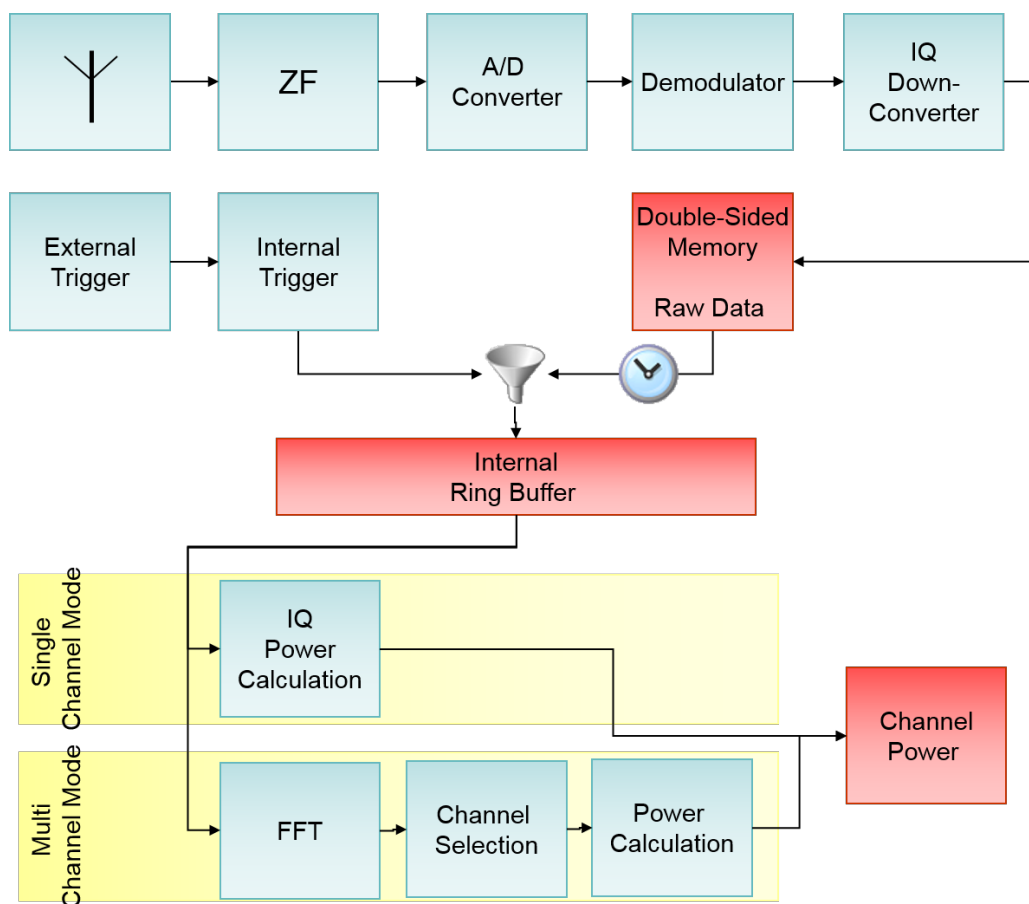 ZF
A/D
Converter
Demodulator
IQ
Down-
Converter
External
Trigger
Internal
Trigger
Double-Sided
Memory
Raw Data
Internal
Ring Buffer
Single
Channel Mode
IQ
Power
Calculation
Channel
Power
Multi
Channel Mode
FFT
Channel
Selection
Power
Calculation